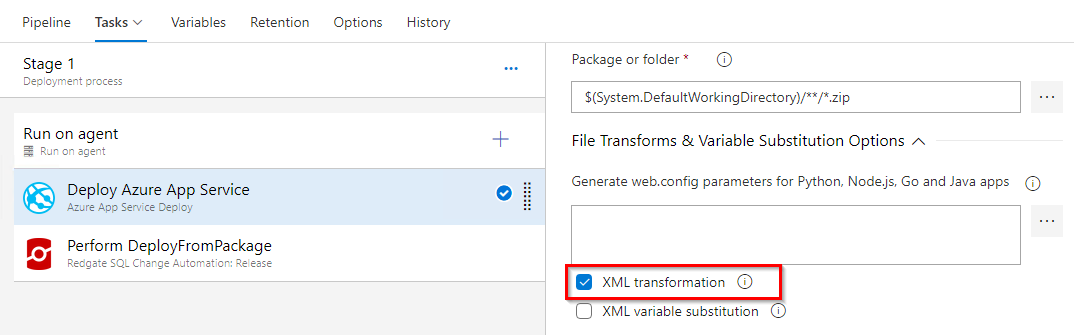 Pipeline Tasks Variables Retention Options History
Stage 1
Deployment process
...
Run on agent
Run on agent
Deploy Azure App Service
Azure App Service Deploy
Perform DeployFromPackage
Redgate SQL Change Automation: Release
Package or folder *
$(System.DefaultWorkingDirectory)/**/*.zip
...
File Transforms & Variable Substitution Options
Generate web.config parameters for Python, Node.js, Go and Java apps
...
XML transformation
XML variable substitution